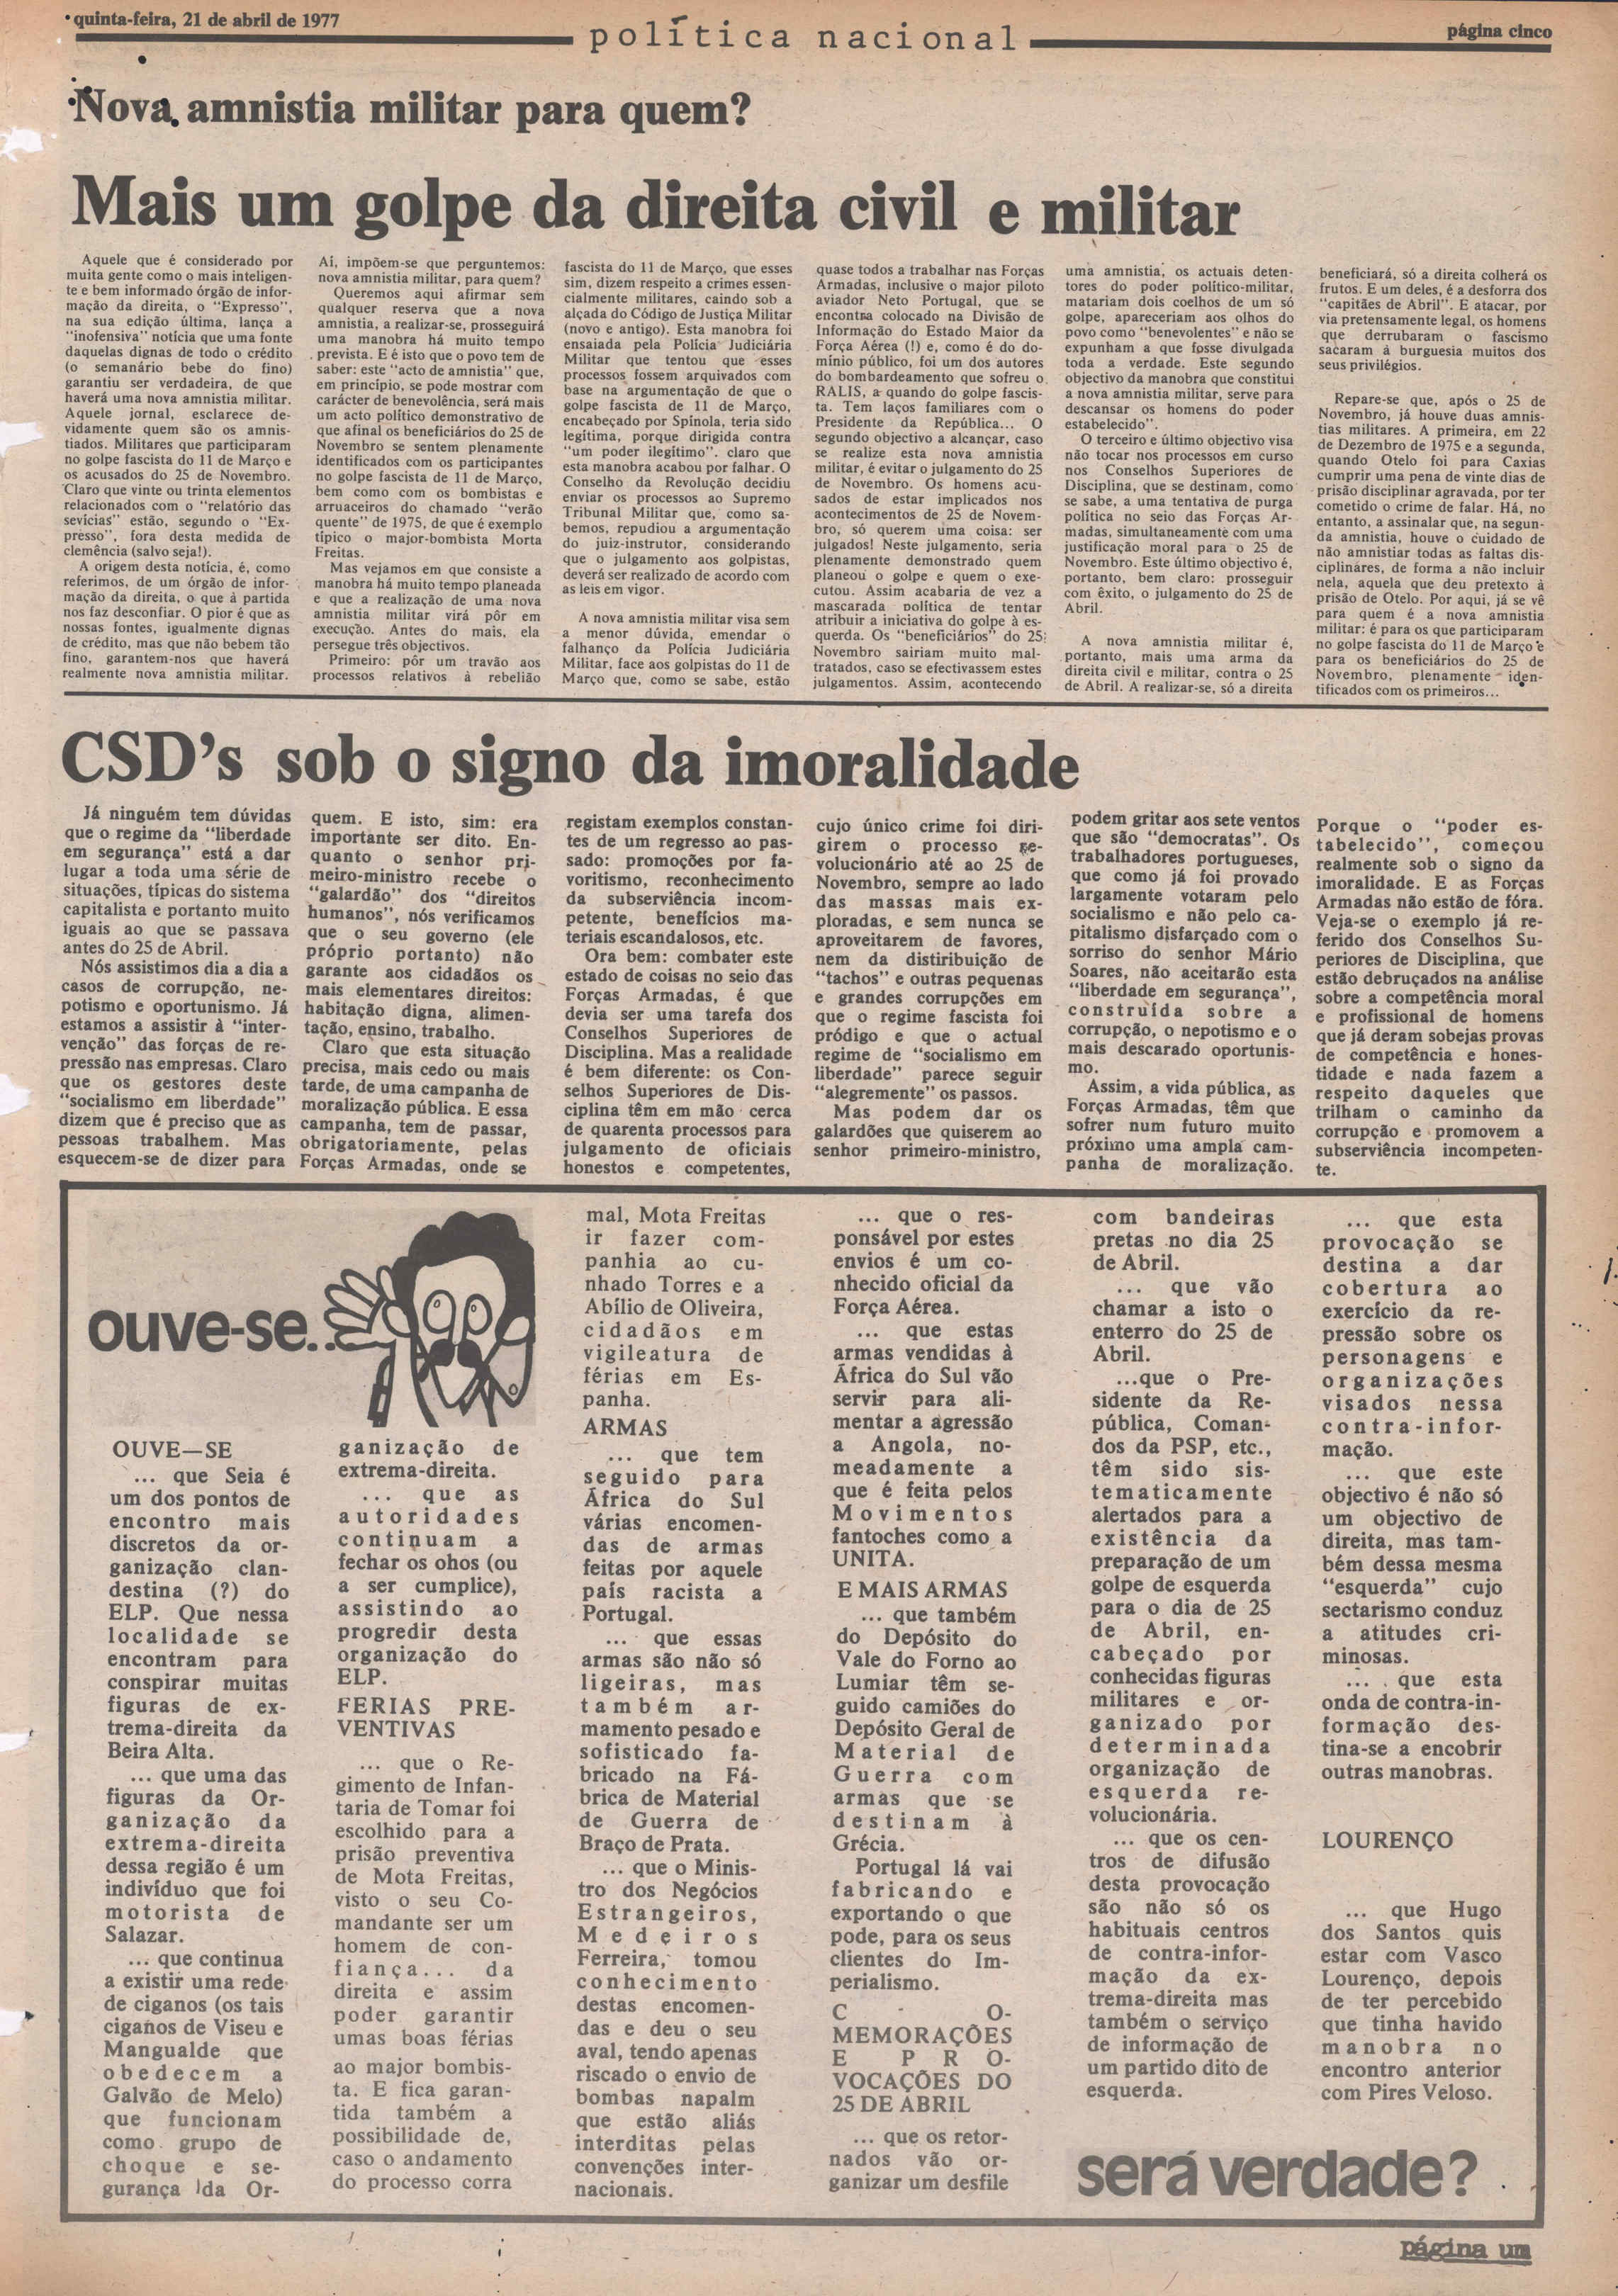 quinta-feira, 21 de abril de 1977
política nacional
página cinco
Nova amnistia militar para quem?
Mais um golpe da direita civil e militar
Aquele que é considerado por
muita gente como o mais inteligen-
te e bem informado órgão de infor-
mação da direita, o "Expresso",
na sua edição última, lança a
"inofensiva" notícia que uma fonte
daquelas dignas de todo o crédito
(o semanário bebe do fino)
garantiu ser verdadeira, de que
haverá uma nova amnistia militar.
Aquele jornal, esclarece de-
vidamente quem são os amnis-
tiados. Militares que participaram
no golpe fascista do 11 de Março e
os acusados do 25 de Novembro.
Claro que vinte ou trinta elementos
relacionados com o "relatório das
sevícias" estão, segundo o "Ex-
presso", fora desta medida de
clemência (salvo seja!).
A origem desta notícia, é, como
referimos, de um órgão de infor-
mação da direita, o que à partida
nos faz desconfiar. O pior é que as
nossas fontes, igualmente dignas
de crédito, mas que não bebem tão
fino, garantem-nos que haverá
realmente nova amnistia militar.
Aí, impõem-se que perguntemos:
nova amnistia militar, para quem?
Queremos aqui afirmar sem
qualquer reserva que a nova
amnistia, a realizar-se, prosseguirá
uma manobra há muito tempo
prevista. E é isto que o povo tem de
saber: este "acto de amnistia" que,
em princípio, se pode mostrar com
carácter de benevolência, será mais
um acto político demonstrativo de
que afinal os beneficiários do 25 de
Novembro se sentem plenamente
identificados com os participantes
no golpe fascista de 11 de Março,
bem como com os bombistas e
arruaceiros do chamado "verão
quente" de 1975, de que é exemplo
típico o major-bombista Morta
Freitas.
Mas vejamos em que consiste a
manobra há muito tempo planeada
e que a realização de uma nova
amnistia militar virá pôr em
execução. Antes do mais, ela
persegue três objectivos.
Primeiro: pôr um travão aos
processos relativos à rebelião
fascista do 11 de Março, que esses
sim, dizem respeito a crimes essen-
cialmente militares, caindo sob a
alçada do Código de Justiça Militar
(novo e antigo). Esta manobra foi
ensaiada pela Polícia Judiciária
Militar que tentou que esses
processos fossem arquivados com
base na argumentação de que o
golpe fascista de 11 de Março,
encabeçado por Spínola, teria sido
legítima, porque dirigida contra
"um poder ilegítimo". claro que
esta manobra acabou por falhar. O
Conselho da Revolução decidiu
enviar os processos ao Supremo
Tribunal Militar que, como sa-
bemos, repudiou a argumentação
do juiz-instrutor, considerando
que o julgamento aos golpistas,
deverá ser realizado de acordo com
as leis em vigor.
A nova amnistia militar visa sem
a menor dúvida, emendar o
falhanço da Polícia Judiciária
Militar, face aos golpistas do 11 de
Março que, como se sabe, estão
quase todos a trabalhar nas Forças
Armadas, inclusive o major piloto
aviador Neto Portugal, que se
encontra colocado na Divisão de
Informação do Estado Maior da
Força Aérea (!) e, como é do do-
mínio público, foi um dos autores
do bombardeamento que sofreu o
RALIS, a quando do golpe fascis-
ta. Tem laços familiares com o
Presidente da República... O
segundo objectivo a alcançar, caso
se realize esta nova amnistia
militar, é evitar o julgamento do 25
de Novembro. Os homens acu-
sados de estar implicados nos
acontecimentos de 25 de Novem-
bro, só querem uma coisa: ser
julgados! Neste julgamento, seria
plenamente demonstrado quem
planeou o golpe e quem o exe-
cutou. Assim acabaria de vez a
mascarada política de tentar
atribuir a iniciativa do golpe à es-
querda. Os "beneficiários" do 25
Novembro sairiam muito mal-
tratados, caso se efectivassem estes
julgamentos. Assim, acontecendo
uma amnistia, os actuais deten-
tores do poder político-militar,
matariam dois coelhos de um só
golpe, apareceriam aos olhos do
povo como "benevolentes" e não se
expunham a que fosse divulgada
toda a verdade. Este segundo
objectivo da manobra que constitui
a nova amnistia militar, serve para
descansar os homens do poder
estabelecido".
O terceiro e último objectivo visa
não tocar nos processos em curso
nos Conselhos Superiores de
Disciplina, que se destinam, como
se sabe, a uma tentativa de purga
política no seio das Forças Ar-
madas, simultaneamente com uma
justificação moral para o 25 de
Novembro. Este último objectivo é,
portanto, bem claro: prosseguir
com êxito, o julgamento do 25 de
Abril.
A nova amnistia militar é,
portanto, mais uma arma da
direita civil e militar, contra o 25
de Abril. A realizar-se, só a direita
beneficiará, só a direita colherá os
frutos. E um deles, é a desforra dos
"capitães de Abril". E atacar, por
via pretensamente legal, os homens
que derrubaram o fascismo
sacaram à burguesia muitos dos
seus privilégios.
Repare-se que, após o 25 de
Novembro, já houve duas amnis-
tias militares. A primeira, em 22
de Dezembro de 1975 e a segunda,
quando Otelo foi para Caxias
cumprir uma pena de vinte dias de
prisão disciplinar agravada, por ter
cometido o crime de falar. Há, no
entanto, a assinalar que, na segun-
da amnistia, houve o cuidado de
não amnistiar todas as faltas dis-
ciplinares, de forma a não incluir
nela, aquela que deu pretexto à
prisão de Otelo. Por aqui, já se vê
para quem é a nova amnistia
militar: é para os que participaram
no golpe fascista do 11 de Março e
para os beneficiários do 25 de
Novembro, plenamente iden-
tificados com os primeiros...
CSD's sob o signo da imoralidade
Já ninguém tem dúvidas
que o regime da "liberdade
em segurança" está a dar
lugar a toda uma série de
situações, típicas do sistema
capitalista e portanto muito
iguais ao que se passava
antes do 25 de Abril.
Nós assistimos dia a dia a
casos de corrupção, ne-
potismo e oportunismo. Já
estamos a assistir à "inter-
venção" das forças de re-
pressão nas empresas. Claro
que os gestores deste
"socialismo em liberdade"
dizem que é preciso que as
pessoas trabalhem. Mas
esquecem-se de dizer para
quem. E isto, sim: era
importante ser dito. En-
quanto o senhor pri-
meiro-ministro recebe o
"galardão" dos "direitos
humanos", nós verificamos
que o seu governo (ele
próprio portanto) não
garante aos cidadãos os
mais elementares direitos:
habitação digna, alimen-
tação, ensino, trabalho.
Claro que esta situação
precisa, mais cedo ou mais
tarde, de uma campanha de
moralização pública. E essa
campanha, tem de passar,
obrigatoriamente, pelas
Forças Armadas, onde se
registam exemplos constan-
tes de um regresso ao pas-
sado: promoções por fa-
voritismo, reconhecimento
da subserviência incom-
petente, benefícios ma-
teriais escandalosos, etc.
Ora bem: combater este
estado de coisas no seio das
Forças Armadas, é que
devia ser uma tarefa dos
Conselhos Superiores de
Disciplina. Mas a realidade
é bem diferente: os Con-
selhos Superiores de Dis-
ciplina têm em mão cerca
de quarenta processos para
julgamento de oficiais
honestos e competentes,
cujo único crime foi diri-
girem o processo re-
volucionário até ao 25 de
Novembro, sempre ao lado
das massas mais ex-
ploradas, e sem nunca se
aproveitarem de favores,
nem da distiribuição de
"tachos" e outras pequenas
e grandes corrupções em
que o regime fascista foi
pródigo e que o actual
regime de "socialismo em
liberdade" parece seguir
"alegremente" os passos.
Mas podem dar os
galardões que quiserem ao
senhor primeiro-ministro,
podem gritar aos sete ventos
que são "democratas". Os
trabalhadores portugueses,
que como já foi provado
largamente votaram pelo
socialismo e não pelo ca-
pitalismo disfarçado com o
sorriso do senhor Mário
Soares, não aceitarão esta
"liberdade em segurança",
construída sobre a
corrupção, o nepotismo e o
mais descarado oportunis-
mo.
Assim, a vida pública, as
Forças Armadas, têm que
sofrer num futuro muito
próximo uma ampla cam-
panha de moralização.
Porque o "poder es-
tabelecido", começou
realmente sob o signo da
imoralidade. E as Forças
Armadas não estão de fóra.
Veja-se o exemplo já re-
ferido dos Conselhos Su-
periores de Disciplina, que
estão debruçados na análise
sobre a competência moral
e profissional de homens
que já deram sobejas provas
de competência e hones-
tidade e nada fazem a
respeito daqueles que
trilham o caminho da
corrupção e promovem a
subserviência incompeten-
te.
ouve-se..
OUVE—SE
... que Seia é
um dos pontos de
encontro mais
discretos da or-
ganização clan-
destina (?) do
ELP. Que nessa
localidade se
encontram para
conspirar muitas
figuras de ex-
trema-direita da
Beira Alta.
... que uma das
figuras da Or-
ganização da
extrema-direita
dessa região é um
indivíduo que foi
motorista de
Salazar.
... que continua
a existir uma rede
de ciganos (os tais
ciganos de Viseu e
Mangualde que
obedecem a
Galvão de Melo)
que funcionam
como grupo de
choque e se-
gurança da Or-
ganização de
extrema-direita.
... que as
autoridades
continuam a
fechar os ohos (ou
a ser cumplice),
assistindo ao
progredir desta
organização do
ELP.
FERIAS PRE-
VENTIVAS
... que o Re-
gimento de Infan-
taria de Tomar foi
escolhido para a
prisão preventiva
de Mota Freitas,
visto o seu Co-
mandante ser um
homem de con-
fiança... da
direita e assim
poder garantir
umas boas férias
ao major bombis-
ta. E fica garan-
tida também a
possibilidade de,
caso o andamento
do processo corra
mal, Mota Freitas
ir fazer com-
panhia ao cu-
nhado Torres e a
Abílio de Oliveira,
cidadãos em
vigileatura de
férias em Es-
panha.
ARMAS
... que tem
seguido para
África do Sul
várias encomen-
das de armas
feitas por aquele
país racista a
Portugal.
... que essas
armas são não só
ligeiras, mas
também ar-
mamento pesado e
sofisticado fa-
bricado na Fá-
brica de Material
de Guerra de
Braço de Prata.
... que o Minis-
tro dos Negócios
Estrangeiros,
Medeiros
Ferreira, tomou
conhecimento
destas encomen-
das e deu o seu
aval, tendo apenas
riscado o envio de
bombas napalm
que estão aliás
interditas pelas
convenções inter-
nacionais.
... que o res-
ponsável por estes
envios é um co-
nhecido oficial da
Força Aérea.
... que estas
armas vendidas à
África do Sul vão
servir para ali-
mentar a agressão
a Angola, no-
meadamente a
que é feita pelos
Movimentos
fantoches como a
UNITA.
E MAIS ARMAS
... que também
do Depósito do
Vale do Forno ao
Lumiar têm se-
guido camiões do
Depósito Geral de
Material de
Guerra com
armas que se
destinam à
Grécia.
Portugal lá vai
fabricando e
exportando o que
pode, para os seus
clientes do Im-
perialismo.
C - O-
MEMORAÇÕES
E PRO-
VOCAÇÕES DO
25 DE ABRIL
... que os retor-
nados vão or-
ganizar um desfile
com bandeiras
pretas no dia 25
de Abril.
... que vão
chamar a isto o
enterro do 25 de
Abril.
...que o Pre-
sidente da Re-
pública, Coman-
dos da PSP, etc.,
têm sido sis-
tematicamente
alertados para a
existência da
preparação de um
golpe de esquerda
para o dia de 25
de Abril, en-
cabeçado por
conhecidas figuras
militares e or-
ganizado por
determinada
organização de
esquerda re-
volucionária.
... que os cen-
tros de difusão
desta provocação
são não só os
habituais centros
de contra-infor-
mação da ex-
trema-direita mas
também o serviço
de informação de
um partido dito de
esquerda.
... que esta
provocação se
destina a dar
cobertura ao
exercício da re-
pressão sobre os
personagens e
organizações
visados nessa
contra-infor-
mação.
... que este
objectivo é não só
um objectivo de
direita, mas tam-
bém dessa mesma
"esquerda" cujo
sectarismo conduz
a atitudes cri-
minosas.
... que esta
onda de contra-in-
formação des-
tina-se a encobrir
outras manobras.
LOURENÇO
... que Hugo
dos Santos quis
estar com Vasco
Lourenço, depois
de ter percebido
que tinha havido
manobra no
encontro anterior
com Pires Veloso.
será verdade?
página um